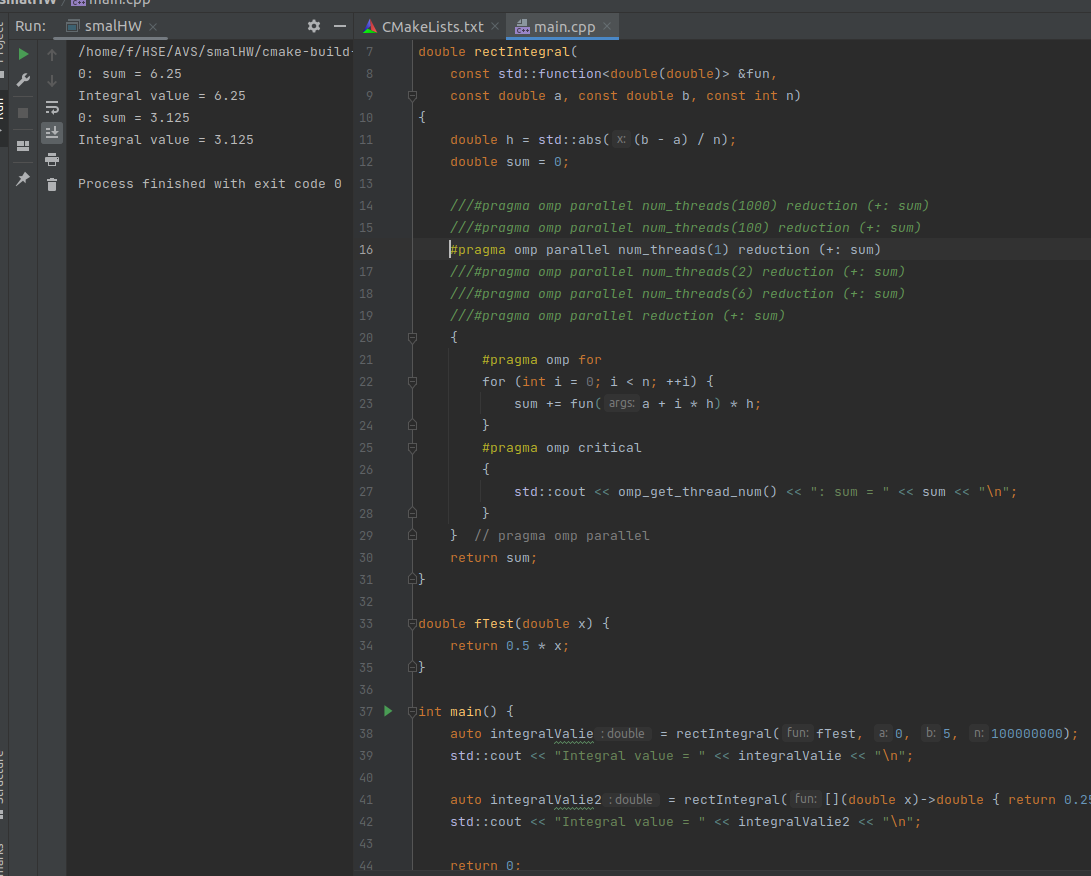 smalHW / main.cpp
Run: smalHW
/home/f/HSE/AVS/smalHW/cmake-build-
0: sum = 6.25
Integral value = 6.25
0: sum = 3.125
Integral value = 3.125
Process finished with exit code 0
CMakeLists.txt main.cpp
7 double rectIntegral(
8 const std::function<double(double)> &fun,
9 const double a, const double b, const int n)
10 {
11 double h = std::abs( x: (b - a) / n);
12 double sum = 0;
13
14 ///#pragma omp parallel num_threads(1000) reduction (+: sum)
15 ///#pragma omp parallel num_threads(100) reduction (+: sum)
16 #pragma omp parallel num_threads(1) reduction (+: sum)
17 ///#pragma omp parallel num_threads(2) reduction (+: sum)
18 ///#pragma omp parallel num_threads(6) reduction (+: sum)
19 ///#pragma omp parallel reduction (+: sum)
20 {
21 #pragma omp for
22 for (int i = 0; i < n; ++i) {
23 sum += fun( args: a + i * h) * h;
24 }
25 #pragma omp critical
26 {
27 std::cout << omp_get_thread_num() << ": sum = " << sum << "\n";
28 }
29 } // pragma omp parallel
30 return sum;
31 }
32
33 double fTest(double x) {
34 return 0.5 * x;
35 }
36
37 int main() {
38 auto integralValie : double = rectIntegral( fun: fTest, a: 0, b: 5, n: 100000000);
39 std::cout << "Integral value = " << integralValie << "\n";
40
41 auto integralValie2 : double = rectIntegral( fun: [](double x)->double { return 0.25
42 std::cout << "Integral value = " << integralValie2 << "\n";
43
44 return 0;